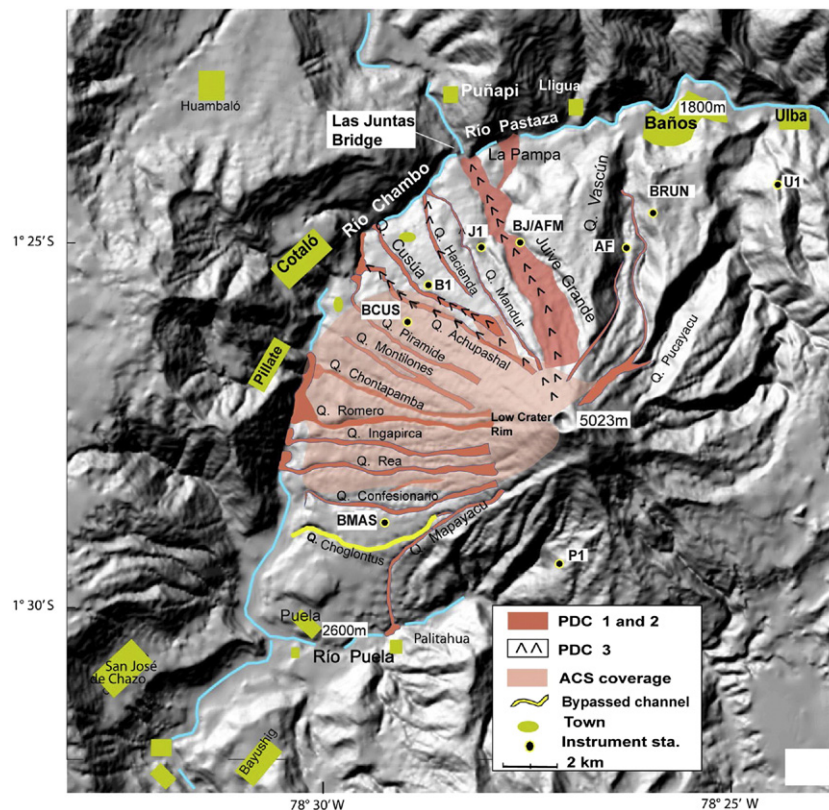 Huambaló
Puñapi
Lligua
1800m
Las Juntas
Bridge
Río Pastaza
Baños
Ulba
La Pampa
Río Chambo
Q. Vascún
U1
BRUN
1° 25'
Cotaló
Q. Cusúa
Q. Hacienda
J1
BJ/AFM
AF
Juive Grande
B1
Q. Mandur
BCUS
Q. Achupashal
Q. Piramide
Q. Montilones
Q. Pucayacu
Pillate
Q. Chontapamba
Q. Romero
Low Crater
Rim
5023m
Q. Ingapirca
Q. Rea
Q. Confesionario
BMAS
Q. Mapayacu
Q. Choglontus
P1
1° 30'
Puela
2600m
Palitahua
Río Puela
San José
de Chazó
Bayushig
PDC 1 and 2
PDC 3
ACS coverage
Bypassed channel
Town
Instrument sta.
2 km
78° 30' W
78° 25' W